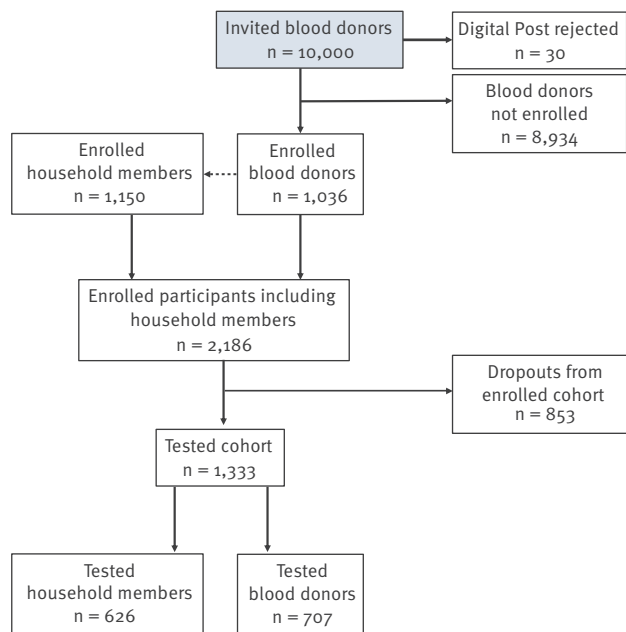 Invited blood donors
n = 10,000
Digital Post rejected
n = 30
Blood donors
not enrolled
n = 8,934
Enrolled
household members
n = 1,150
Enrolled
blood donors
n = 1,036
Enrolled participants including
household members
n = 2,186
Dropouts from
enrolled cohort
n = 853
Tested cohort
n = 1,333
Tested
household members
n = 626
Tested
blood donors
n = 707